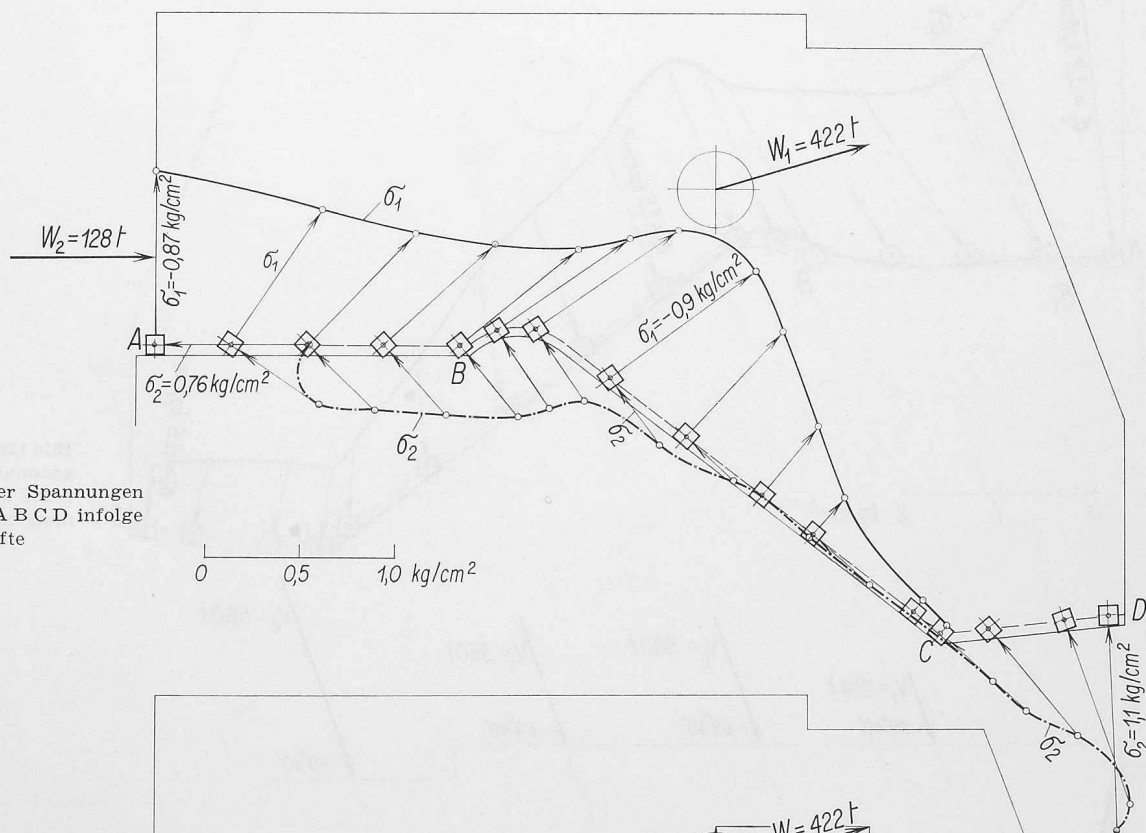 W₁=422 t
W₂=128 t
σ₁=-0,87 kg/cm²
σ₁
σ₁
σ₁=-0,9 kg/cm²
A
B
σ₂=0,76 kg/cm²
σ₂
σ₂
er Spannungen
A B C D infolge
fte
0 0,5 1,0 kg/cm²
C
D
σ₂=1,1 kg/cm²
σ₂
W=422 t